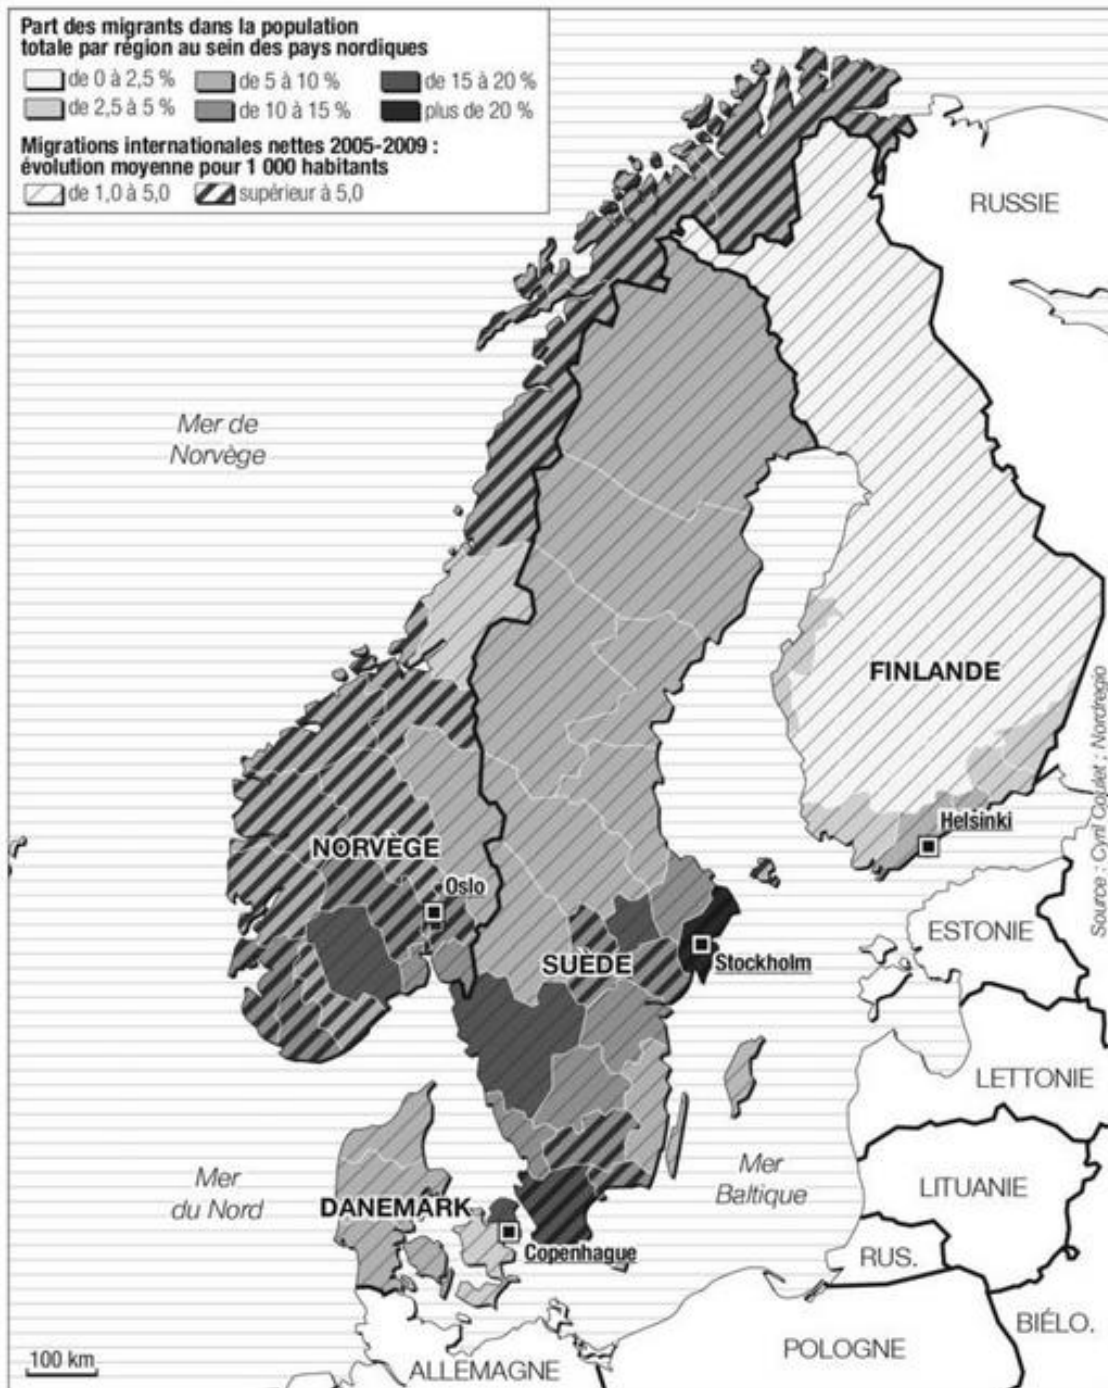 Part des migrants dans la population
totale par région au sein des pays nordiques
de 0 à 2,5 %
de 5 à 10 %
de 15 à 20 %
de 2,5 à 5 %
de 10 à 15 %
plus de 20 %
Migrations internationales nettes 2005-2009 :
évolution moyenne pour 1 000 habitants
de 1,0 à 5,0
supérieur à 5,0
RUSSIE
Mer de
Norvège
FINLANDE
Source : Cyril Coulet ; Nordregio
Helsinki
NORVÈGE
Oslo
ESTONIE
SUÈDE
Stockholm
LETTONIE
Mer
Baltique
Mer
du Nord
LITUANIE
DANEMARK
Copenhague
RUS.
BIÉLO.
POLOGNE
ALLEMAGNE
100 km